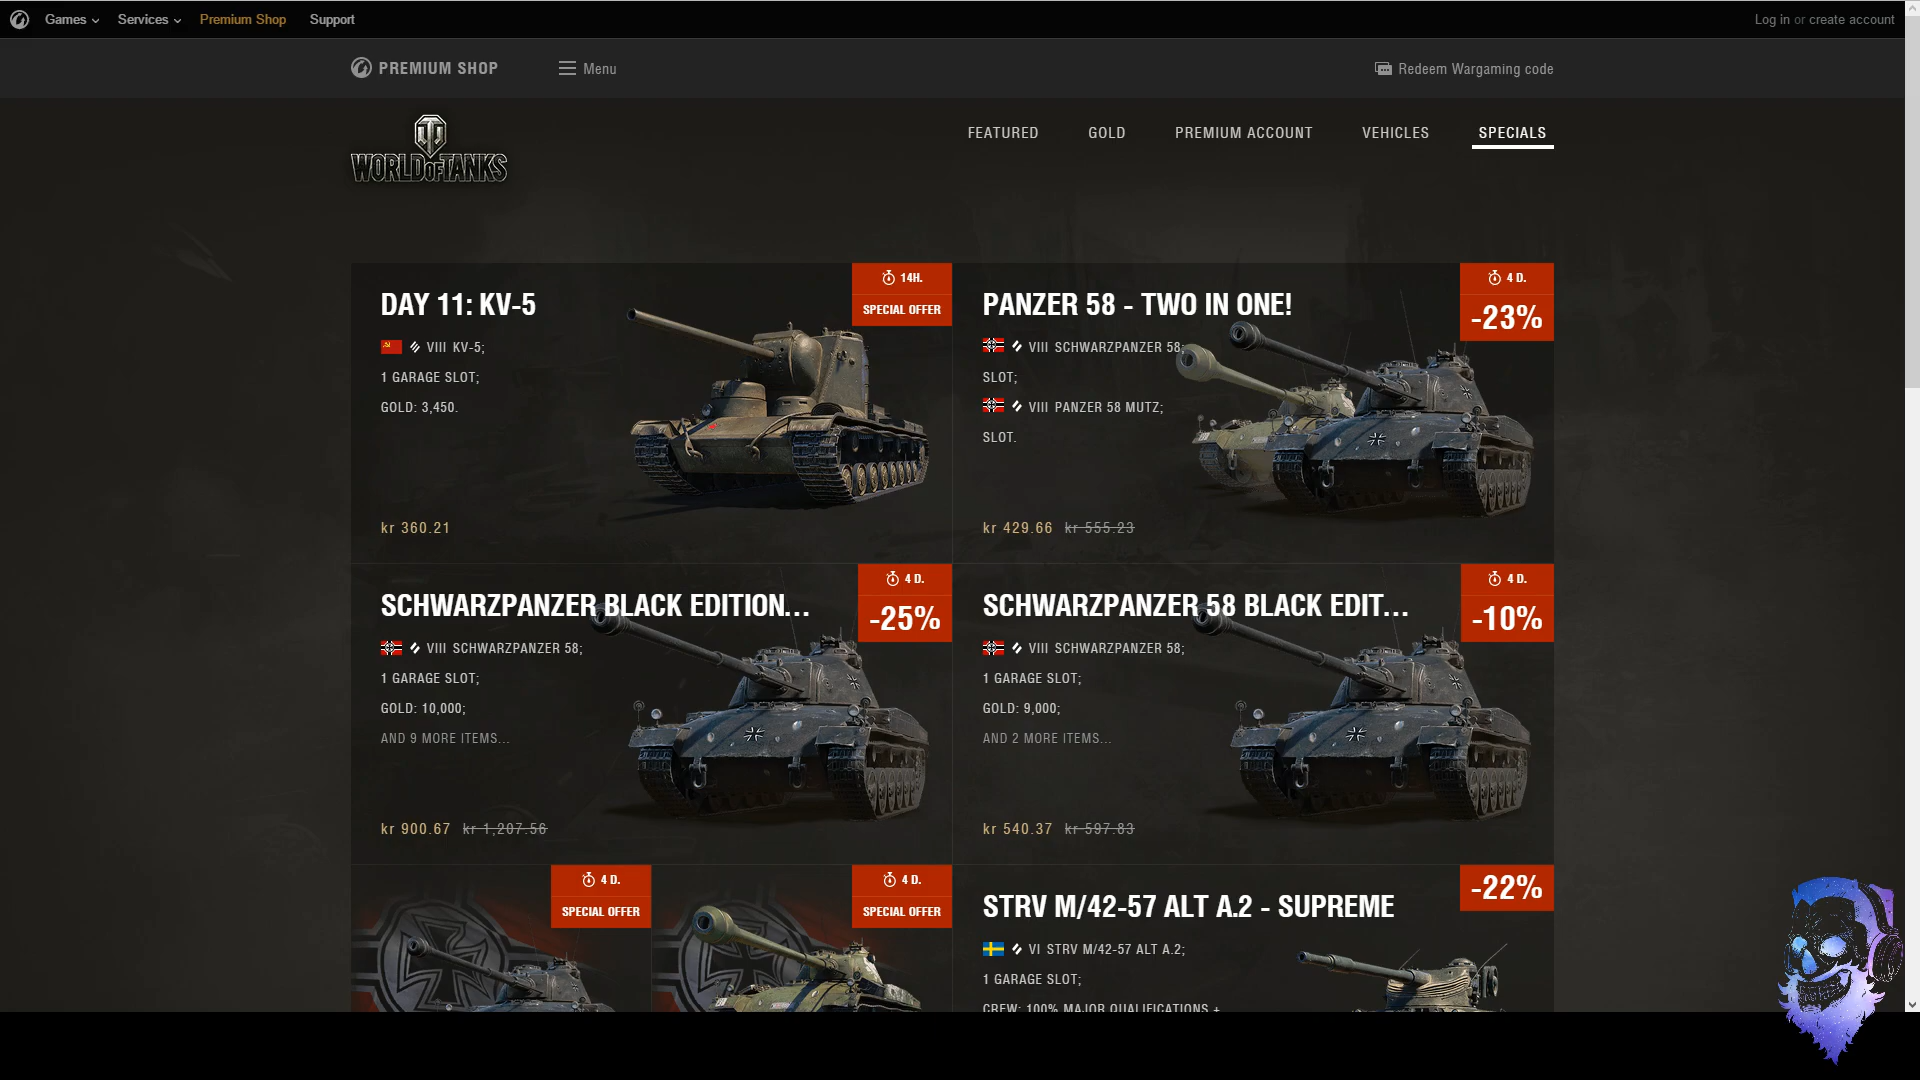 Games
Services
Premium Shop
Support
Log in or create account
PREMIUM SHOP
Menu
Redeem Wargaming code
WORLD OF TANKS
FEATURED
GOLD
PREMIUM ACCOUNT
VEHICLES
SPECIALS
DAY 11: KV-5
14H.
SPECIAL OFFER
VIII KV-5;
1 GARAGE SLOT;
GOLD: 3,450.
kr 360.21
PANZER 58 - TWO IN ONE!
4 D.
-23%
VIII SCHWARZPANZER 58;
SLOT;
VIII PANZER 58 MUTZ;
SLOT.
kr 429.66 kr 555.23
SCHWARZPANZER BLACK EDITION...
4 D.
-25%
VIII SCHWARZPANZER 58;
1 GARAGE SLOT;
GOLD: 10,000;
AND 9 MORE ITEMS...
kr 900.67 kr 1,207.56
SCHWARZPANZER 58 BLACK EDIT...
4 D.
-10%
VIII SCHWARZPANZER 58;
1 GARAGE SLOT;
GOLD: 9,000;
AND 2 MORE ITEMS...
kr 540.37 kr 597.83
4 D.
SPECIAL OFFER
4 D.
SPECIAL OFFER
STRV M/42-57 ALT A.2 - SUPREME
-22%
VI STRV M/42-57 ALT A.2;
1 GARAGE SLOT;
CREW: 100% MAJOR QUALIFICATIONS +